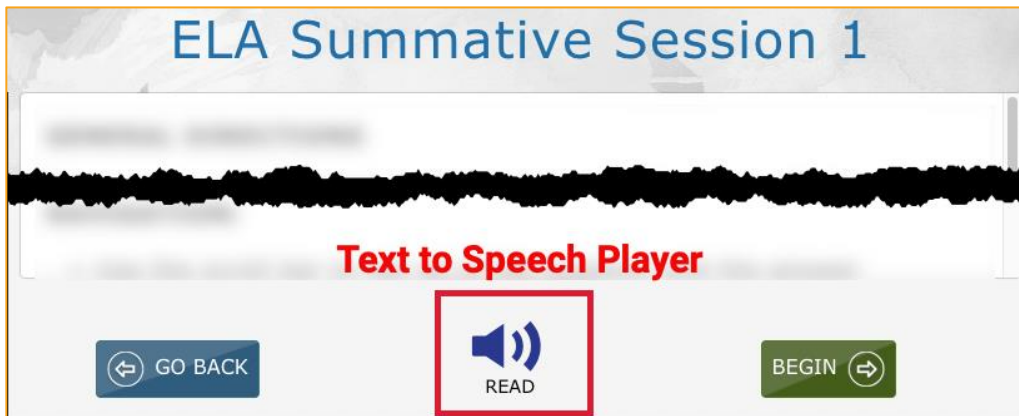 ELA Summative Session 1
Text to Speech Player
GO BACK
READ
BEGIN